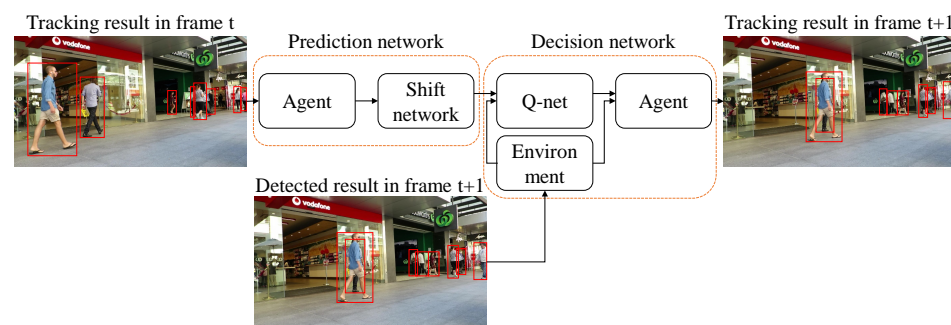 Tracking result in frame t
Tracking result in frame t+1
Prediction network
Decision network
vodafone
vodafone
Agent
Shift
network
Q-net
Agent
Environ
ment
Detected result in frame t+1
vodafone